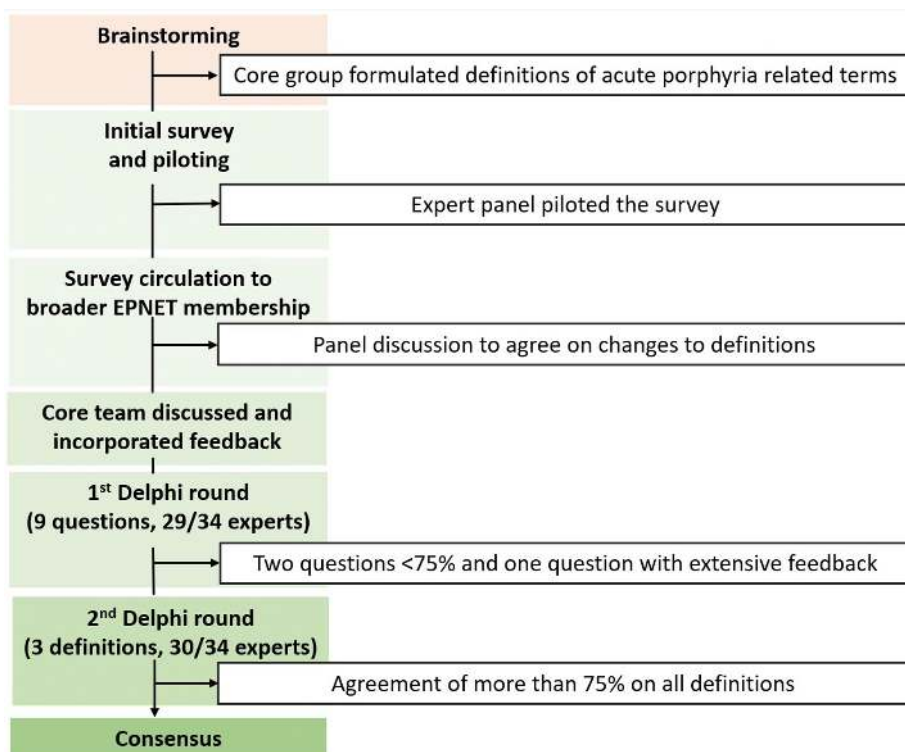 Brainstorming
Core group formulated definitions of acute porphyria related terms
Initial survey
and piloting
Expert panel piloted the survey
Survey circulation to
broader EPNET membership
Panel discussion to agree on changes to definitions
Core team discussed and
incorporated feedback
1st Delphi round
(9 questions, 29/34 experts)
Two questions <75% and one question with extensive feedback
2nd Delphi round
(3 definitions, 30/34 experts)
Agreement of more than 75% on all definitions
Consensus